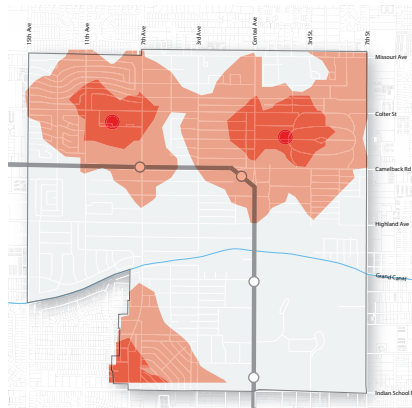 15th Ave
11th Ave
7th Ave
3rd Ave
Central Ave
3rd St.
7th St
Missouri Ave
Colter St
Camelback Rd
Highland Ave
Grand Canal
Indian School